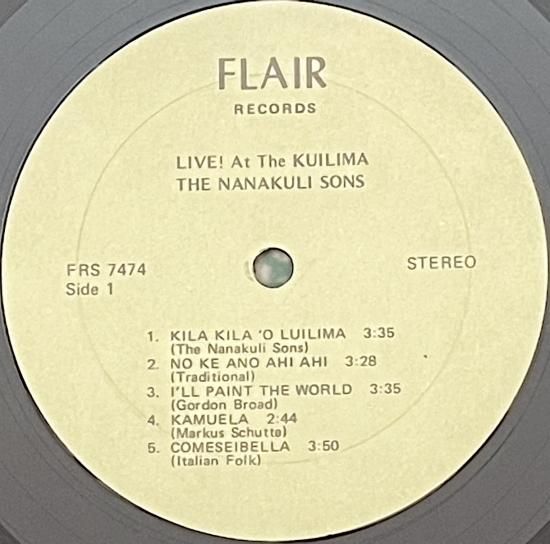 FLAIR
RECORDS
LIVE! At The KUILIMA
THE NANAKULI SONS
FRS 7474
Side 1
STEREO
1. KILA KILA 'O LUILIMA 3:35
(The Nanakuli Sons)
2. NO KE ANO AHI AHI 3:28
(Traditional)
3. I'LL PAINT THE WORLD 3:35
(Gordon Broad)
4. KAMUELA 2:44
(Markus Schutte)
5. COMESEIBELLA 3:50
(Italian Folk)